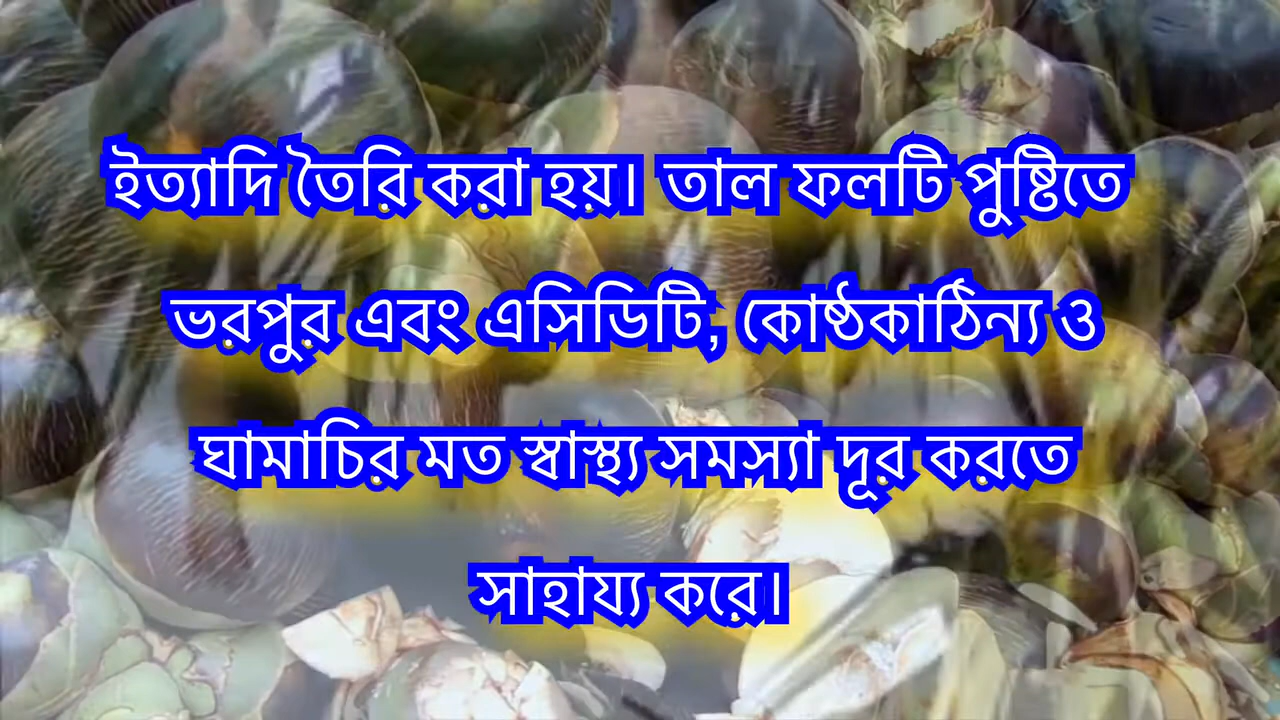 ইত্যাদি তৈরি করা হয়। তাল ফলটি পুষ্টিতে
ভরপুর এবং এসিডিটি, কোষ্ঠকাঠিন্য ও
ঘামাচির মত স্বাস্থ্য সমস্যা দূর করতে
সাহায্য করে।